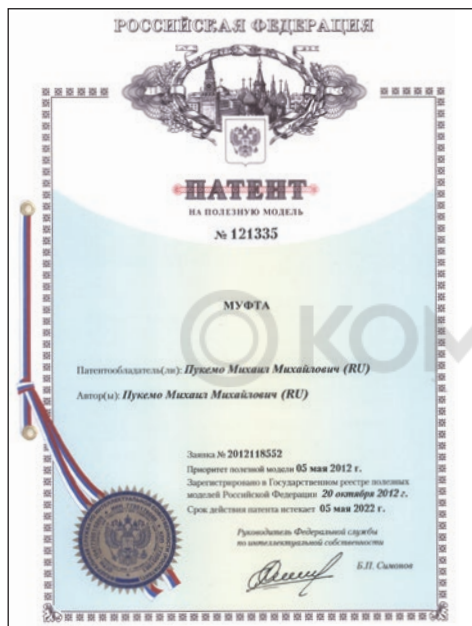 РОССИЙСКАЯ ФЕДЕРАЦИЯ
ПАТЕНТ
НА ПОЛЕЗНУЮ МОДЕЛЬ
№ 121335
МУФТА
КОМ
Патентообладатель(ли): Пукемо Михаил Михайлович (RU)
Автор(ы): Пукемо Михаил Михайлович (RU)
Заявка № 2012118552
Приоритет полезной модели 05 мая 2012 г.
Зарегистрировано в Государственном реестре полезных
моделей Российской Федерации 20 октября 2012 г.
Срок действия патента истекает 05 мая 2022 г.
Руководитель Федеральной службы
по интеллектуальной собственности
Б.П. Симонов